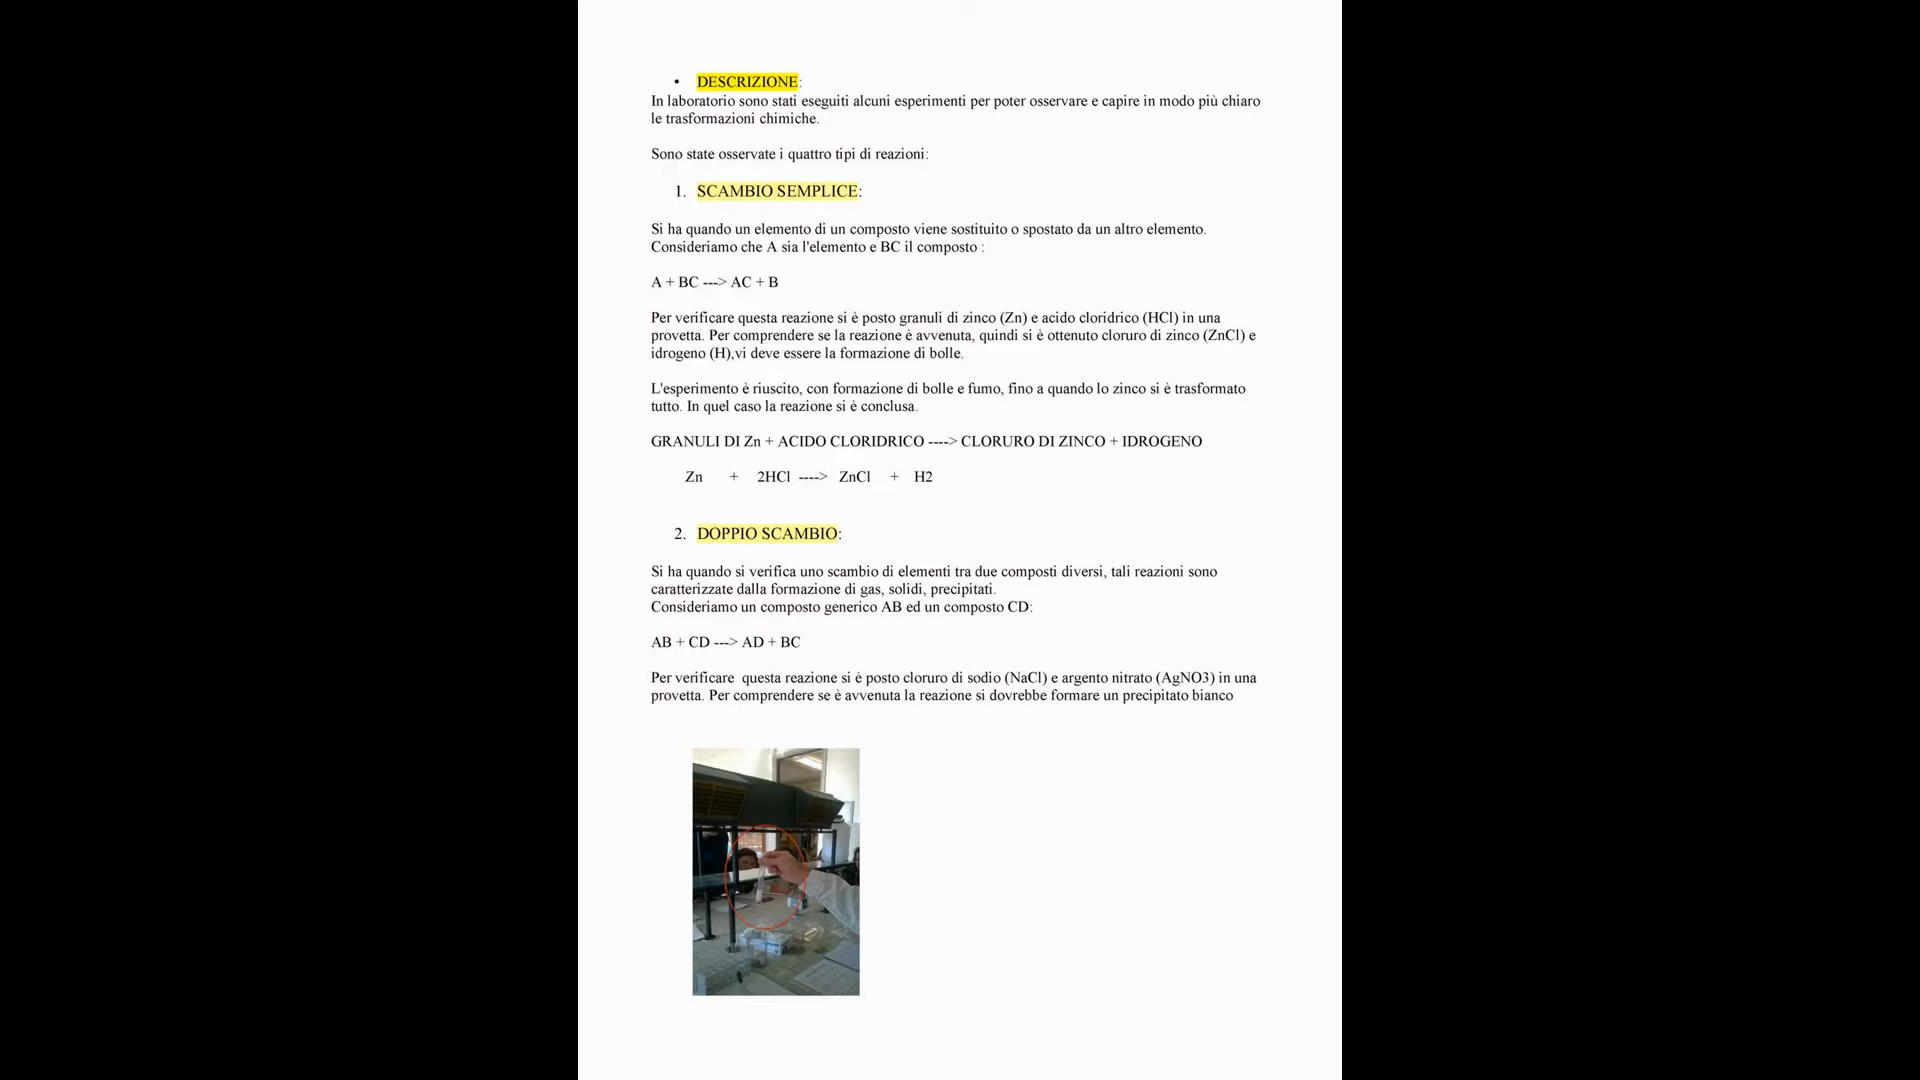 • DESCRIZIONE:
In laboratorio sono stati eseguiti alcuni esperimenti per poter osservare e capire in modo più chiaro
le trasformazioni chimiche.
Sono state osservate i quattro tipi di reazioni:
1. SCAMBIO SEMPLICE:
Si ha quando un elemento di un composto viene sostituito o spostato da un altro elemento.
Consideriamo che A sia l'elemento e BC il composto :
A + BC ---> AC + B
Per verificare questa reazione si è posto granuli di zinco (Zn) e acido cloridrico (HCl) in una
provetta. Per comprendere se la reazione è avvenuta, quindi si è ottenuto cloruro di zinco (ZnCl) e
idrogeno (H),vi deve essere la formazione di bolle.
L'esperimento è riuscito, con formazione di bolle e fumo, fino a quando lo zinco si è trasformato
tutto. In quel caso la reazione si è conclusa.
GRANULI DI Zn + ACIDO CLORIDRICO ----> CLORURO DI ZINCO + IDROGENO
Zn + 2HCl ----> ZnCl + H2
2. DOPPIO SCAMBIO:
Si ha quando si verifica uno scambio di elementi tra due composti diversi, tali reazioni sono
caratterizzate dalla formazione di gas, solidi, precipitati.
Consideriamo un composto generico AB ed un composto CD:
AB + CD ---> AD + BC
Per verificare  questa reazione si è posto cloruro di sodio (NaCl) e argento nitrato (AgNO3) in una
provetta. Per comprendere se è avvenuta la reazione si dovrebbe formare un precipitato bianco